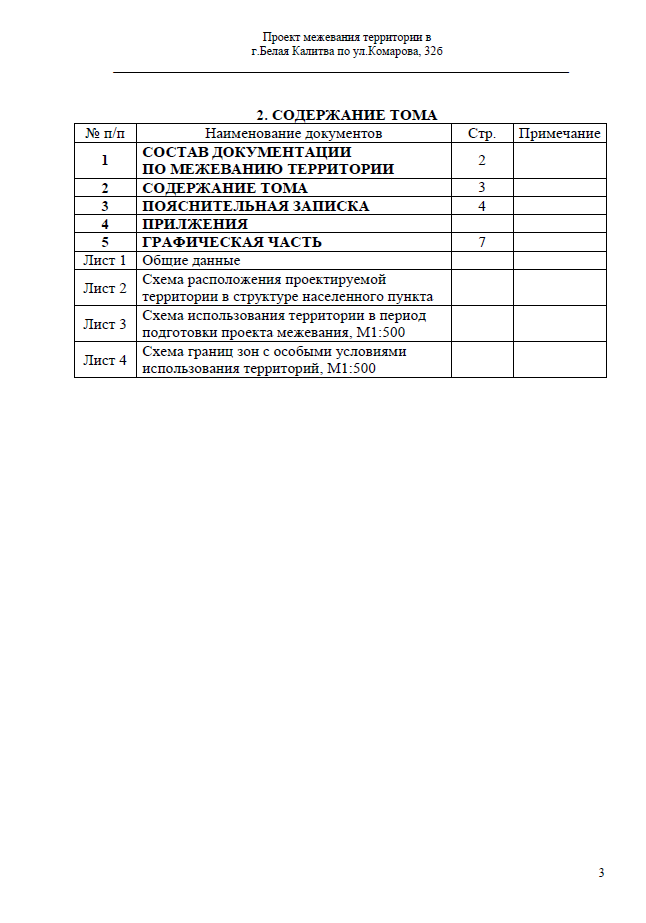 Проект межевания территории в
г.Белая Калитва по ул.Комарова, 32б
2. СОДЕРЖАНИЕ ТОМА
№ п/п Наименование документов Стр. Примечание
1 СОСТАВ ДОКУМЕНТАЦИИ
ПО МЕЖЕВАНИЮ ТЕРРИТОРИИ 2
2 СОДЕРЖАНИЕ ТОМА 3
3 ПОЯСНИТЕЛЬНАЯ ЗАПИСКА 4
4 ПРИЛЖЕНИЯ
5 ГРАФИЧЕСКАЯ ЧАСТЬ 7
Лист 1 Общие данные
Лист 2 Схема расположения проектируемой
территории в структуре населенного пункта
Лист 3 Схема использования территории в период
подготовки проекта межевания, М1:500
Лист 4 Схема границ зон с особыми условиями
использования территорий, М1:500
3